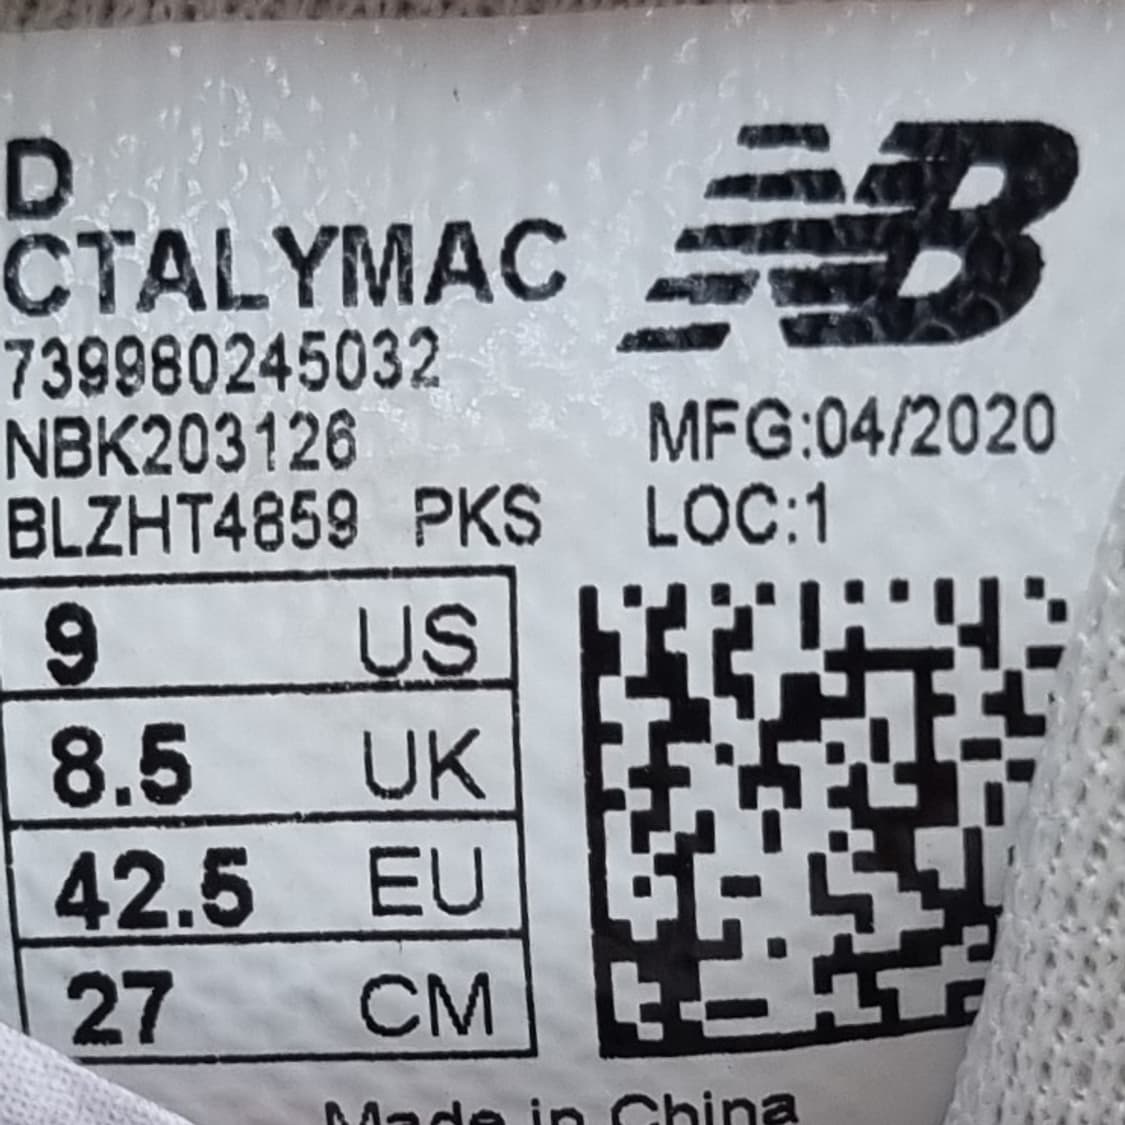 D
CTALYMAC
739980245032
NBK203126
BLZHT4859 PKS
NB
MFG:04/2020
LOC:1
9 US
8.5 UK
42.5 EU
27 CM
Made in China